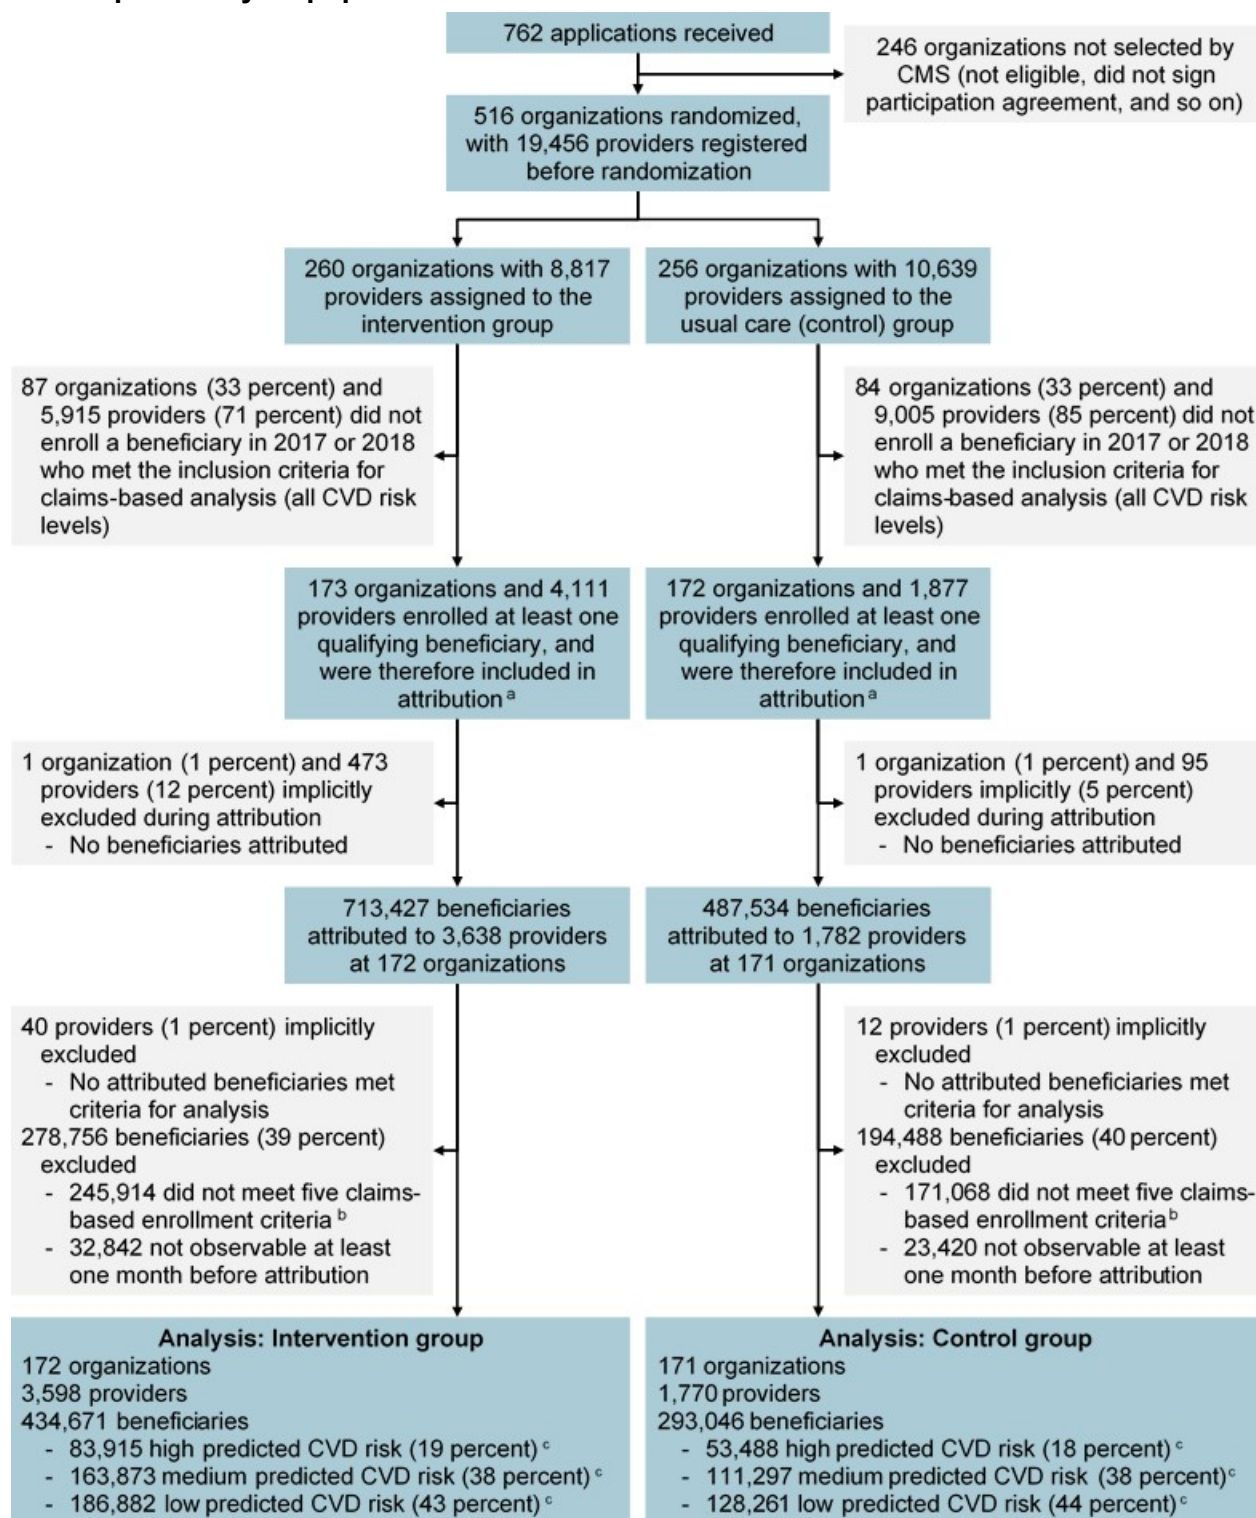 762 applications received
246 organizations not selected by
CMS (not eligible, did not sign
participation agreement, and so on)
516 organizations randomized,
with 19,456 providers registered
before randomization
260 organizations with 8,817
providers assigned to the
intervention group
256 organizations with 10,639
providers assigned to the
usual care (control) group
87 organizations (33 percent) and
5,915 providers (71 percent) did not
enroll a beneficiary in 2017 or 2018
who met the inclusion criteria for
claims-based analysis (all CVD risk
levels)
84 organizations (33 percent) and
9,005 providers (85 percent) did not
enroll a beneficiary in 2017 or 2018
who met the inclusion criteria for
claims-based analysis (all CVD risk
levels)
173 organizations and 4,111
providers enrolled at least one
qualifying beneficiary, and
were therefore included in
attribution a
172 organizations and 1,877
providers enrolled at least one
qualifying beneficiary, and
were therefore included in
attribution a
1 organization (1 percent) and 473
providers (12 percent) implicitly
excluded during attribution
- No beneficiaries attributed
1 organization (1 percent) and 95
providers implicitly (5 percent)
excluded during attribution
- No beneficiaries attributed
713,427 beneficiaries
attributed to 3,638 providers
at 172 organizations
487,534 beneficiaries
attributed to 1,782 providers
at 171 organizations
40 providers (1 percent) implicitly
excluded
- No attributed beneficiaries met
criteria for analysis
278,756 beneficiaries (39 percent)
excluded
- 245,914 did not meet five claims-
based enrollment criteria b
- 32,842 not observable at least
one month before attribution
12 providers (1 percent) implicitly
excluded
- No attributed beneficiaries met
criteria for analysis
194,488 beneficiaries (40 percent)
excluded
- 171,068 did not meet five claims-
based enrollment criteria b
- 23,420 not observable at least
one month before attribution
Analysis: Intervention group
172 organizations
3,598 providers
434,671 beneficiaries
- 83,915 high predicted CVD risk (19 percent) c
- 163,873 medium predicted CVD risk (38 percent) c
- 186,882 low predicted CVD risk (43 percent) c
Analysis: Control group
171 organizations
1,770 providers
293,046 beneficiaries
- 53,488 high predicted CVD risk (18 percent) c
- 111,297 medium predicted CVD risk (38 percent) c
- 128,261 low predicted CVD risk (44 percent) c